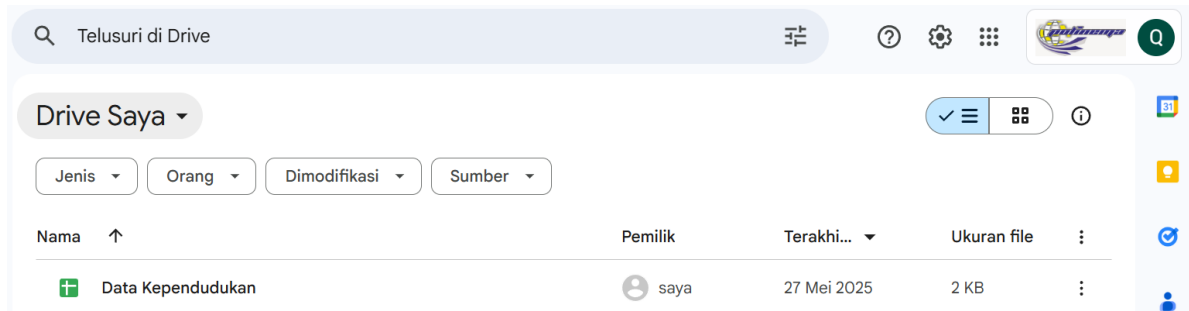 Telusuri di Drive
polinema
Q
Drive Saya
31
Jenis Orang Dimodifikasi Sumber
Nama Pemilik Terakhi... Ukuran file
Data Kependudukan saya 27 Mei 2025 2 KB